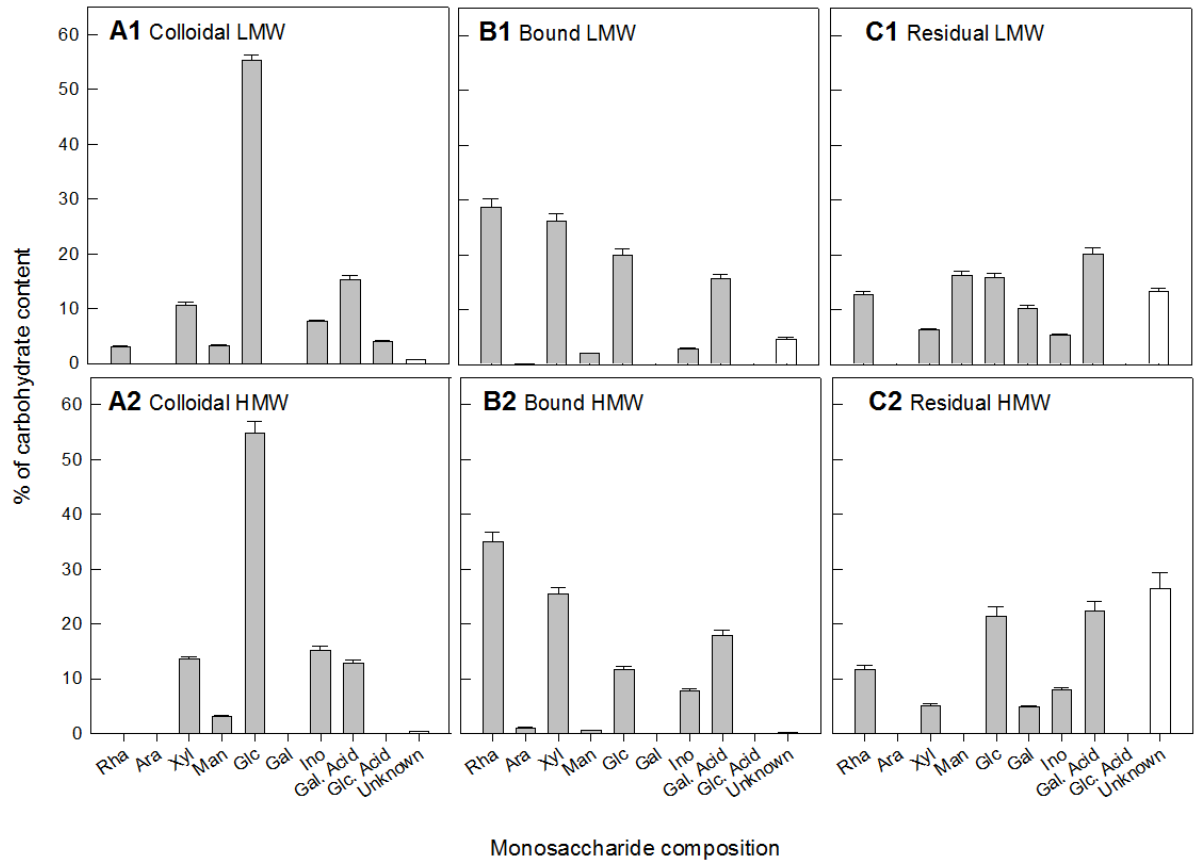 A1 Colloidal LMW
B1 Bound LMW
C1 Residual LMW
60
50
40
30
20
10
0
A2 Colloidal HMW
B2 Bound HMW
C2 Residual HMW
60
50
40
30
20
10
0
% of carbohydrate content
Rha Ara Xyl Man Glc Gal Ino Gal. Acid Glc. Acid Unknown
Rha Ara Xyl Man Glc Gal Ino Gal. Acid Glc. Acid Unknown
Rha Ara Xyl Man Glc Gal Ino Gal. Acid Glc. Acid Unknown
Monosaccharide composition